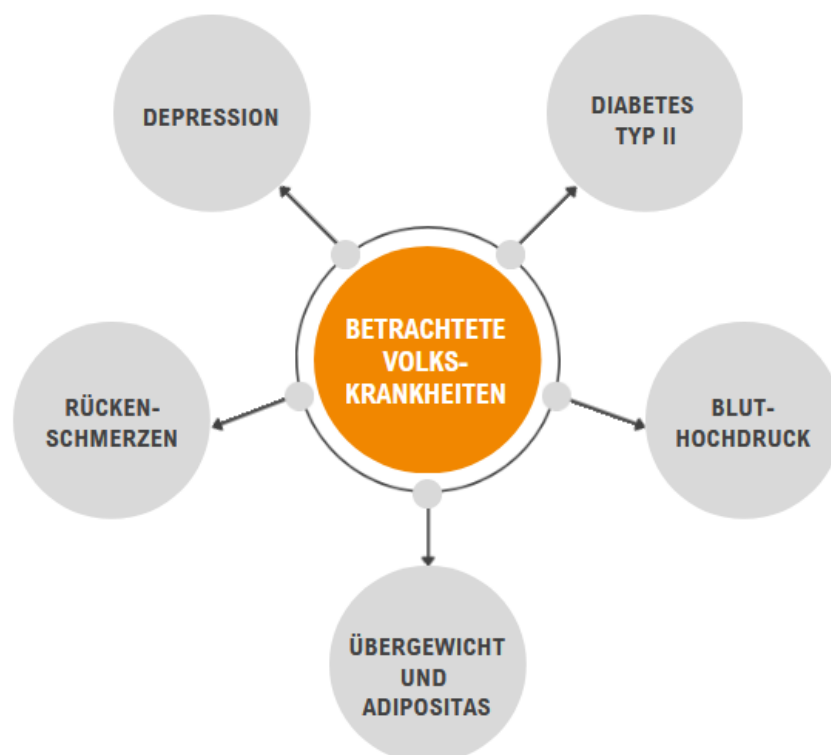 DEPRESSION
DIABETES
TYP II
BETRACHTETE
VOLKS-
KRANKHEITEN
RÜCKEN-
SCHMERZEN
BLUT-
HOCHDRUCK
ÜBERGEWICHT
UND
ADIPOSITAS